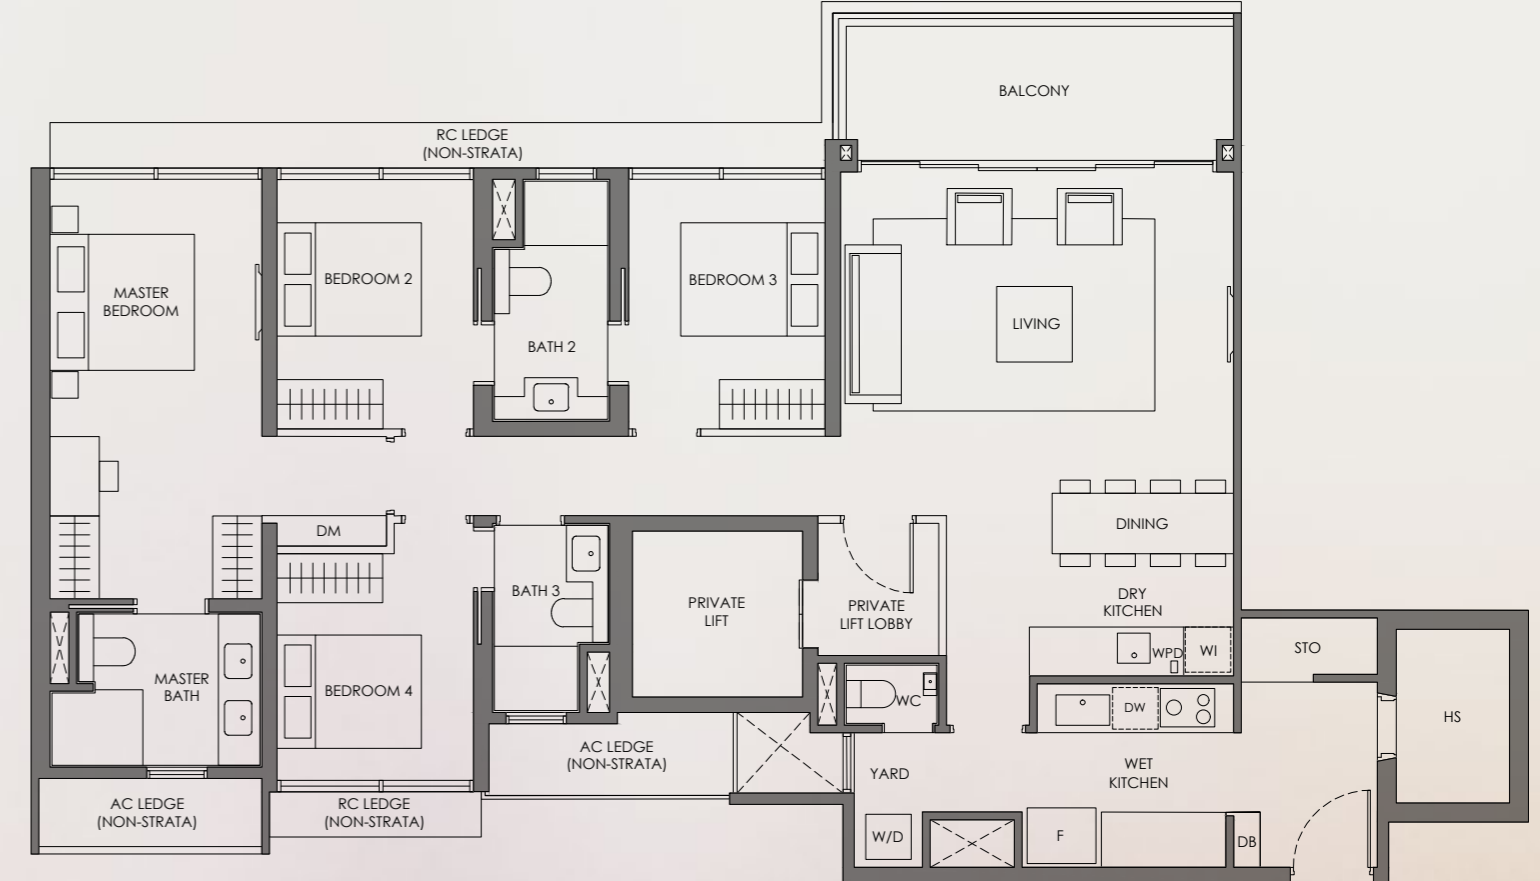 BALCONY
RC LEDGE
(NON-STRATA)
MASTER
BEDROOM
BEDROOM 2
BATH 2
BEDROOM 3
LIVING
DINING
DM
BATH 3
PRIVATE
LIFT
PRIVATE
LIFT LOBBY
DRY
KITCHEN
WPD
WI
STO
MASTER
BATH
BEDROOM 4
WC
DW
HS
AC LEDGE
(NON-STRATA)
YARD
WET
KITCHEN
AC LEDGE
(NON-STRATA)
RC LEDGE
(NON-STRATA)
W/D
F
DB